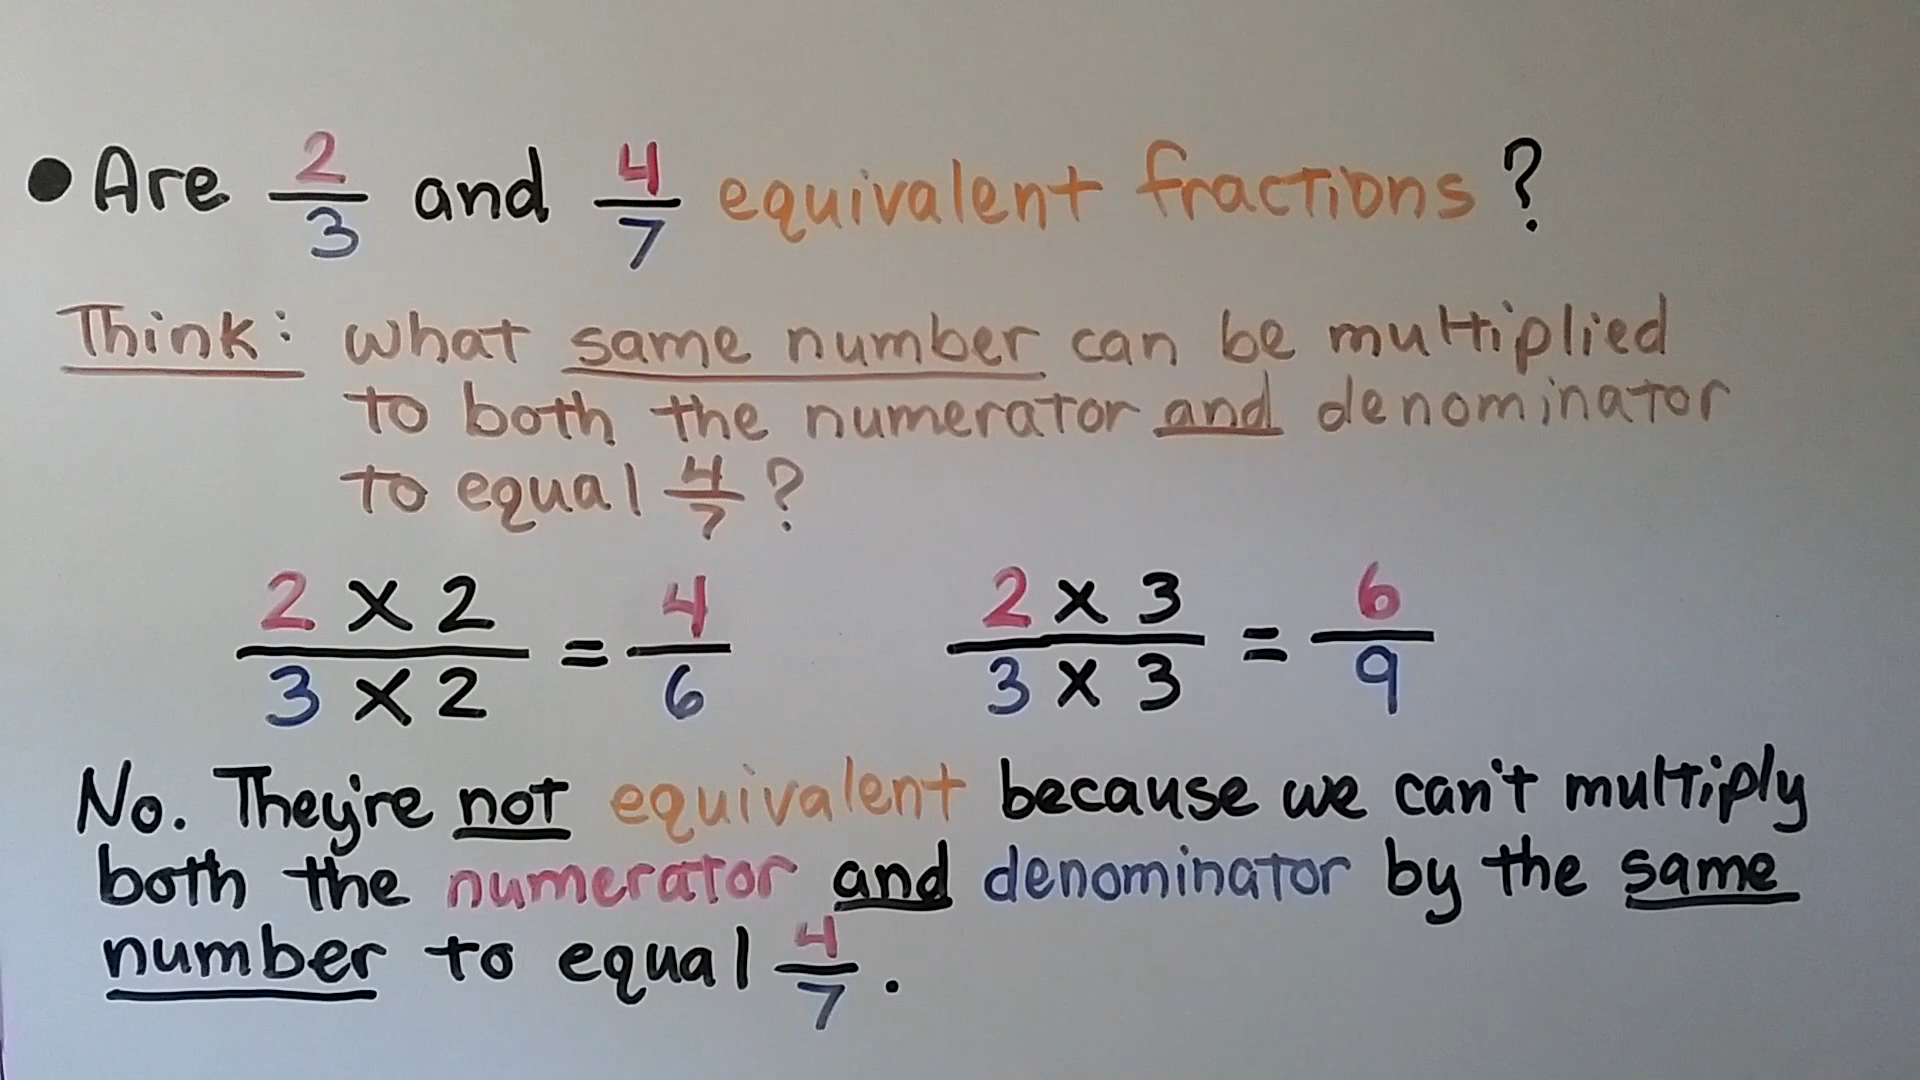 • Are 2/3 and 4/7 equivalent fractions?
Think: what same number can be multiplied
to both the numerator and denominator
to equal 4/7?
2 x 2 / 3 x 2 = 4/6   2 x 3 / 3 x 3 = 6/9
No. They're not equivalent because we can't multiply
both the numerator and denominator by the same
number to equal 4/7.